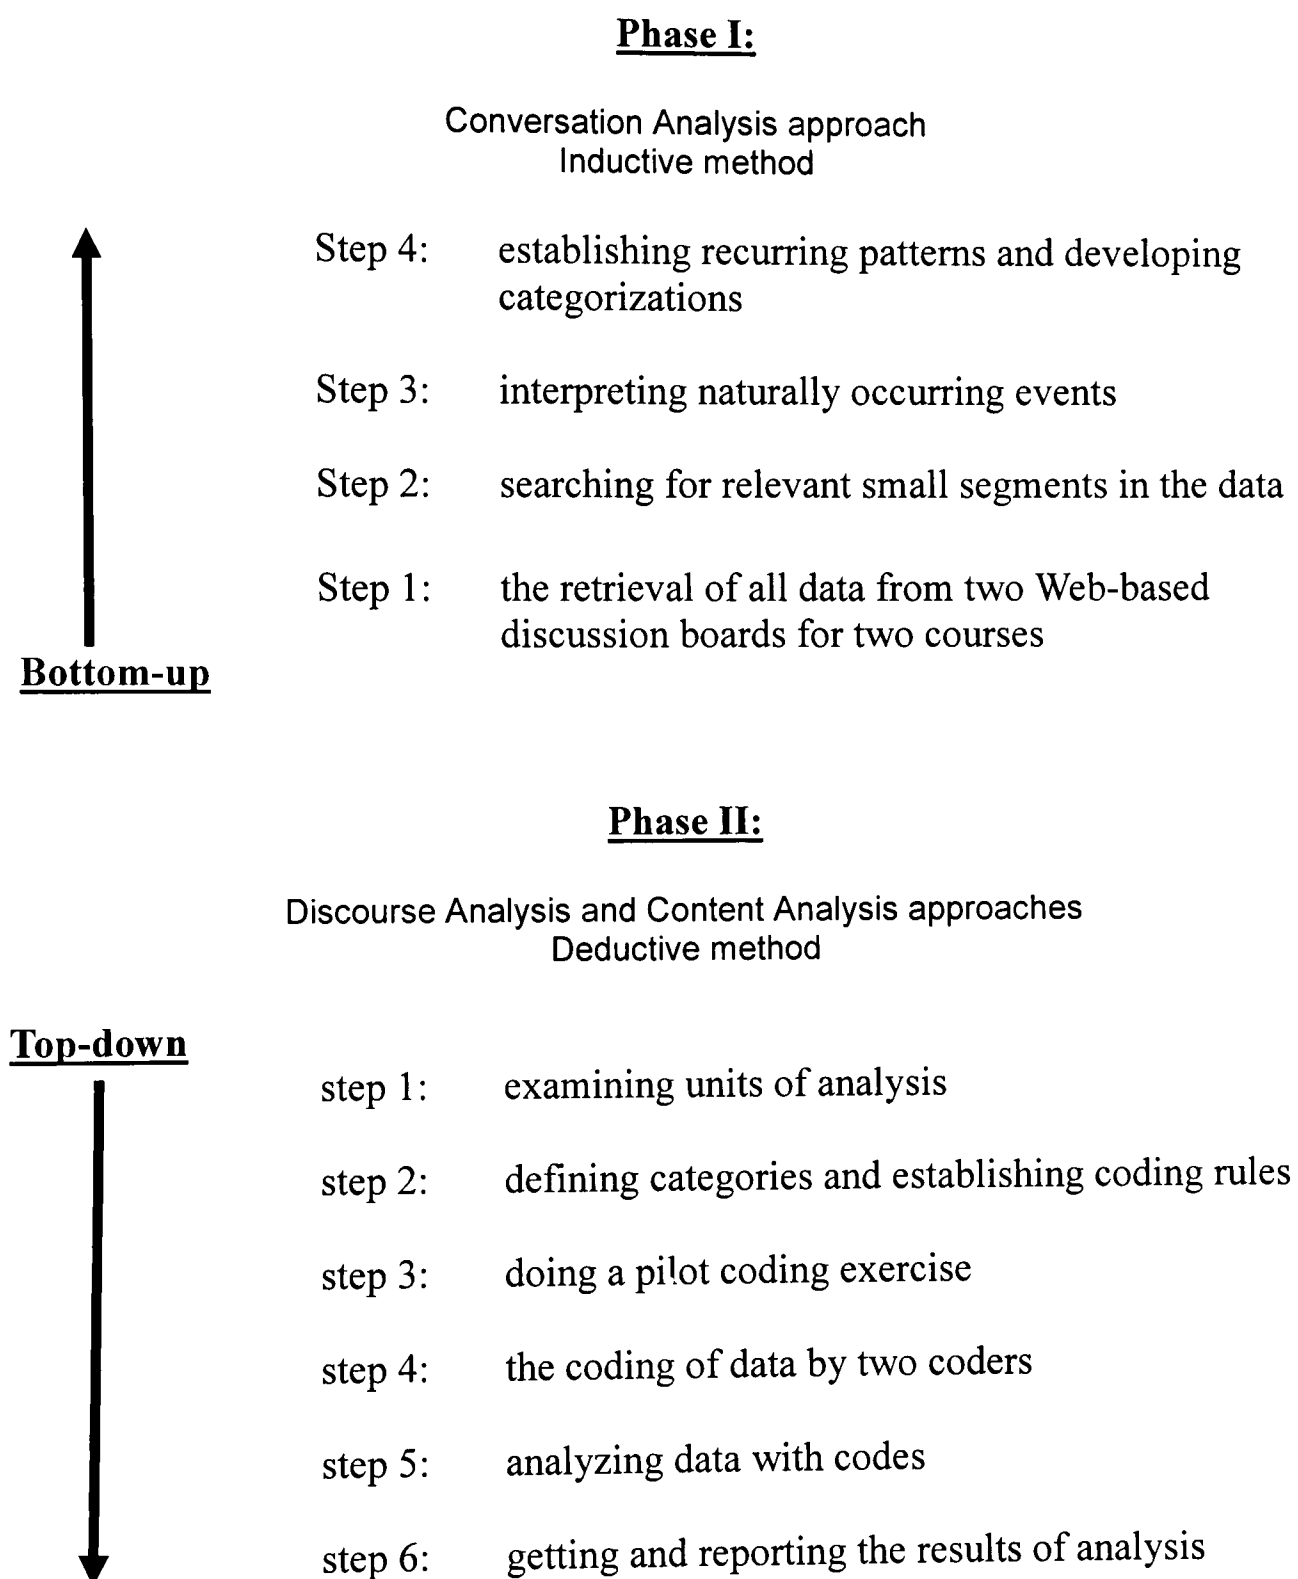 Phase I:
Conversation Analysis approach
Inductive method
Step 4: establishing recurring patterns and developing
categorizations
Step 3: interpreting naturally occurring events
Step 2: searching for relevant small segments in the data
Step 1: the retrieval of all data from two Web-based
discussion boards for two courses
Bottom-up
Phase II:
Discourse Analysis and Content Analysis approaches
Deductive method
Top-down
step 1: examining units of analysis
step 2: defining categories and establishing coding rules
step 3: doing a pilot coding exercise
step 4: the coding of data by two coders
step 5: analyzing data with codes
step 6: getting and reporting the results of analysis